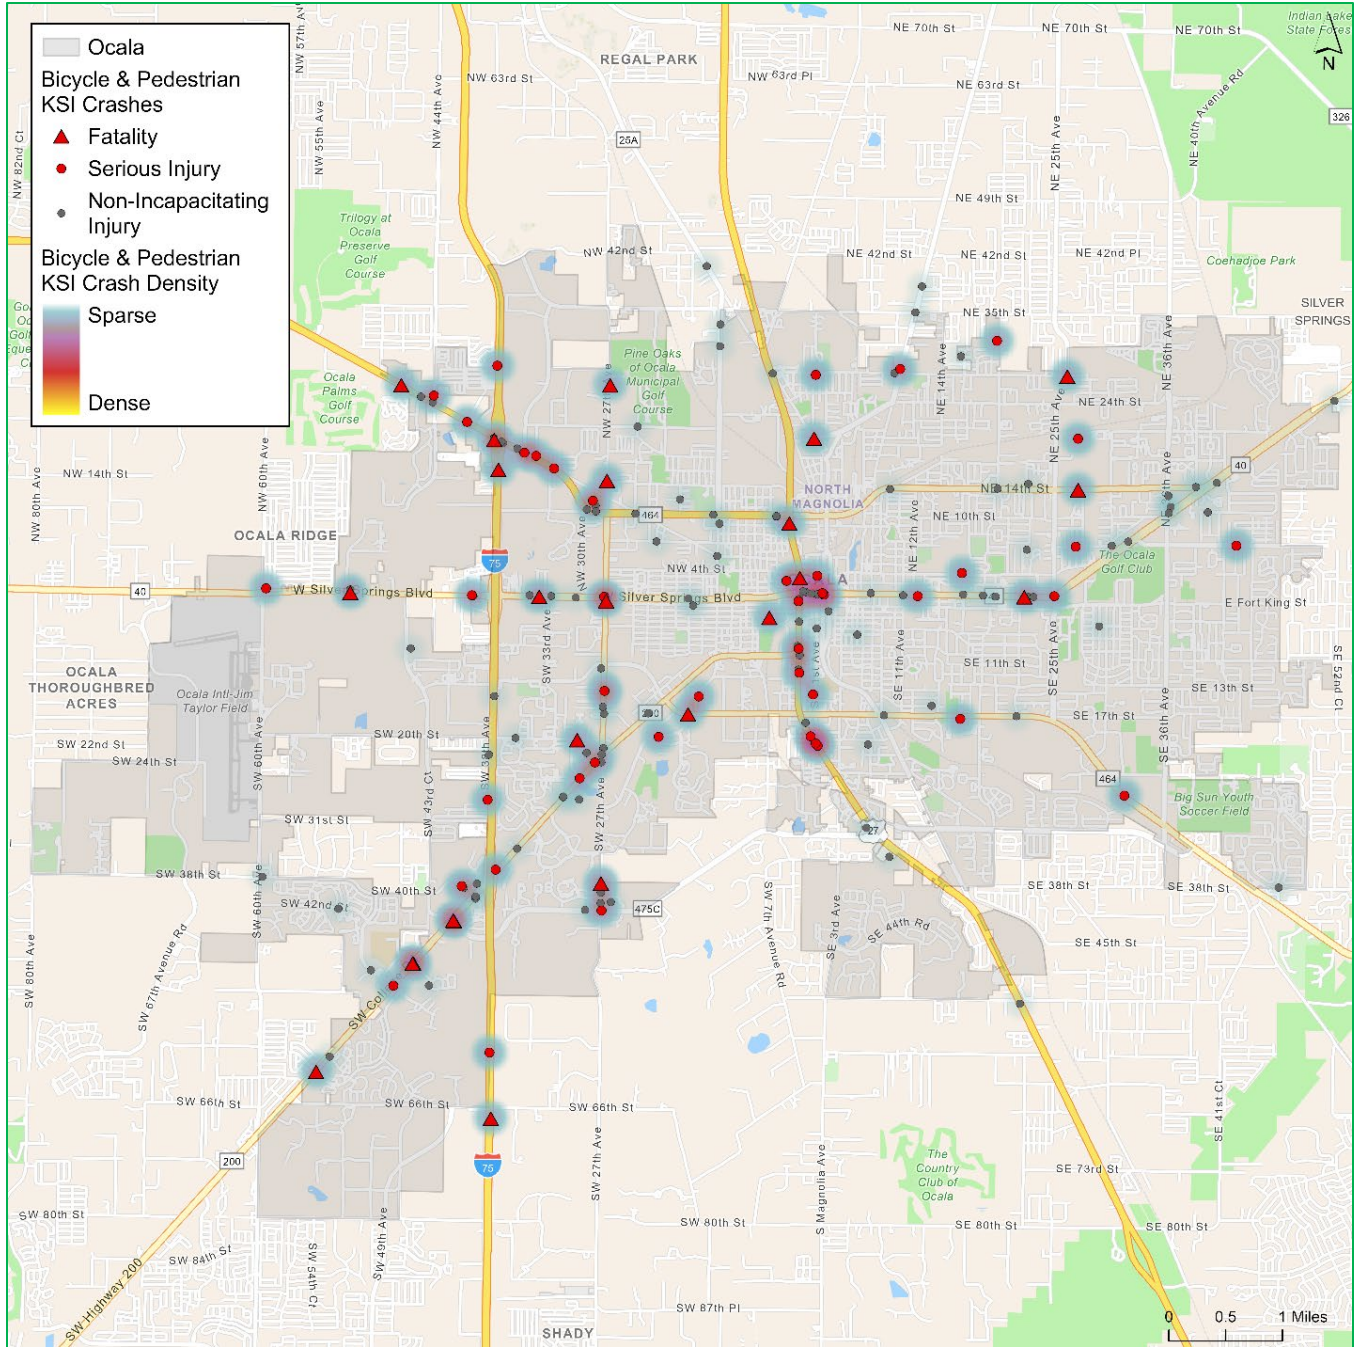 Ocala
Bicycle & Pedestrian
KSI Crashes
Fatality
Serious Injury
Non-Incapacitating
Injury
Bicycle & Pedestrian
KSI Crash Density
Sparse
Dense
NW 57th Av
NW 55th Ave
NW 44th Ave
NW 82nd Ct
REGAL PARK
NW 63rd St
NW 63rd Pl
NE 70th St
NE 70th St
NE 70th St
NE 63rd St
Indian Lake
State Fores
N
326
25A
NE 25th Ave
NE 40th Avenue Rd
NE 49th St
Trilogy at
Ocala
Preserve
Golf
Course
NW 42nd St
NE 42nd St
NE 42nd St
NE 42nd Pl
Coehadjoe Park
SILVER
SPRINGS
NE 35th St
NE 36th Ave
NE 14th Ave
Pine Oaks
of Ocala
Municipal
Golf
Course
NW 27th
Ocala
Palms
Golf
Course
NE 24th St
NE 25th Ave
40
NW 14th St
NW 60th Ave
NW 80th Ave
NE 14th St
NORTH
MAGNOLIA
NE 10th St
464
OCALA RIDGE
NW 30th Ave
NE 12th Ave
The Ocala
Golf Club
75
NW 4th St
40
W Silver Springs Blvd
Silver Springs Blvd
E Fort King St
SW 33rd Ave
OCALA
THOROUGHBRED
ACRES
Ocala Intl-Jim
Taylor Field
SE 11th St
SE 11th Ave
SE 25th Ave
SE 13th St
SE 52nd Ct
SE 17th St
SE 36th Ave
SW 20th St
SW 22nd St
SW 24th St
SW 60th Ave
SW 38th Ave
SW 43rd Ct
SW 27th Ave
464
Big Sun Youth
Soccer Field
SW 31st St
27
SW 38th St
SW 40th St
SW 42nd St
SW 60th Ave
475C
SW 7th Avenue Rd
SE 3rd Ave
SE 38th St
SE 38th St
SE 44th Rd
SE 45th St
SW 80th Ave
SW 67th Avenue Rd
SW Col
SW 66th St
SW 66th St
SW 66th St
SW 27th Ave
S Magnolia Ave
SE 41st Ct
200
75
The
Country
Club of
Ocala
SE 73rd St
SW 80th St
SW 80th St
SE 80th St
SE 80th St
SW 84th St
SW 54th Ct
SW 49th Ave
SW Highway 200
SW 87th Pl
SHADY
0 0.5 1 Miles